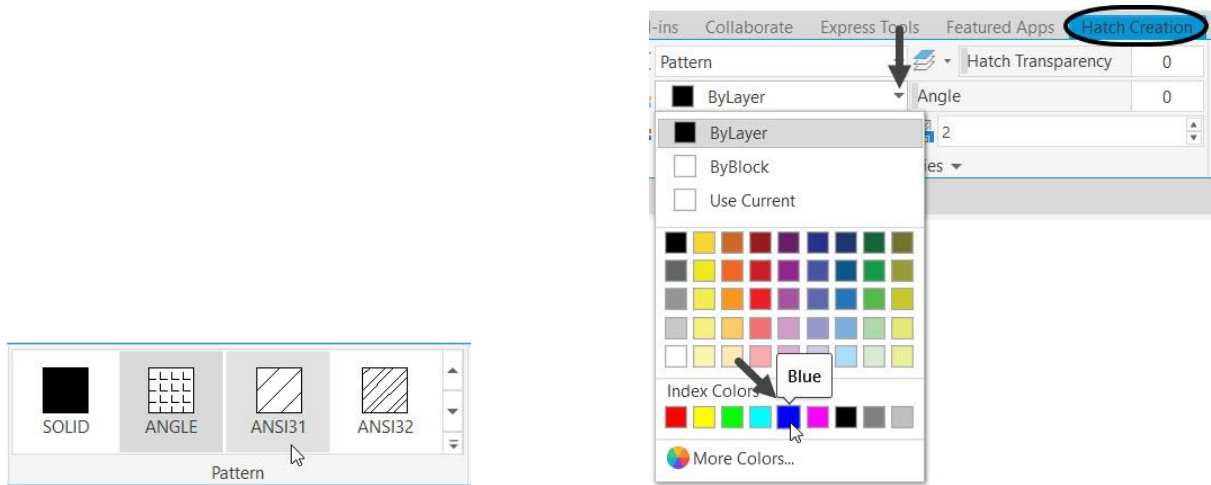 SOLID ANGLE ANSI31 ANSI32
Pattern
-ins Collaborate Express Tools Featured Apps Hatch Creation
Pattern Hatch Transparency 0
ByLayer Angle 0
ByLayer 2
ByBlock ies
Use Current
Blue
Index Colors
More Colors...